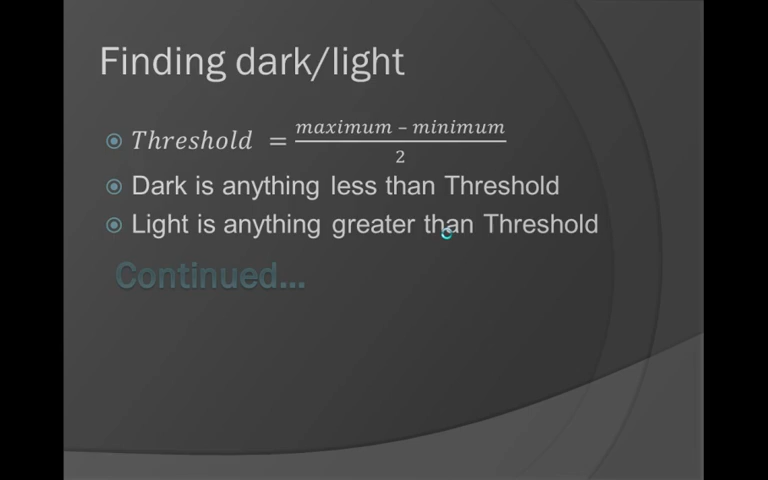 Finding dark/light
Threshold = maximum – minimum / 2
Dark is anything less than Threshold
Light is anything greater than Threshold
Continued...